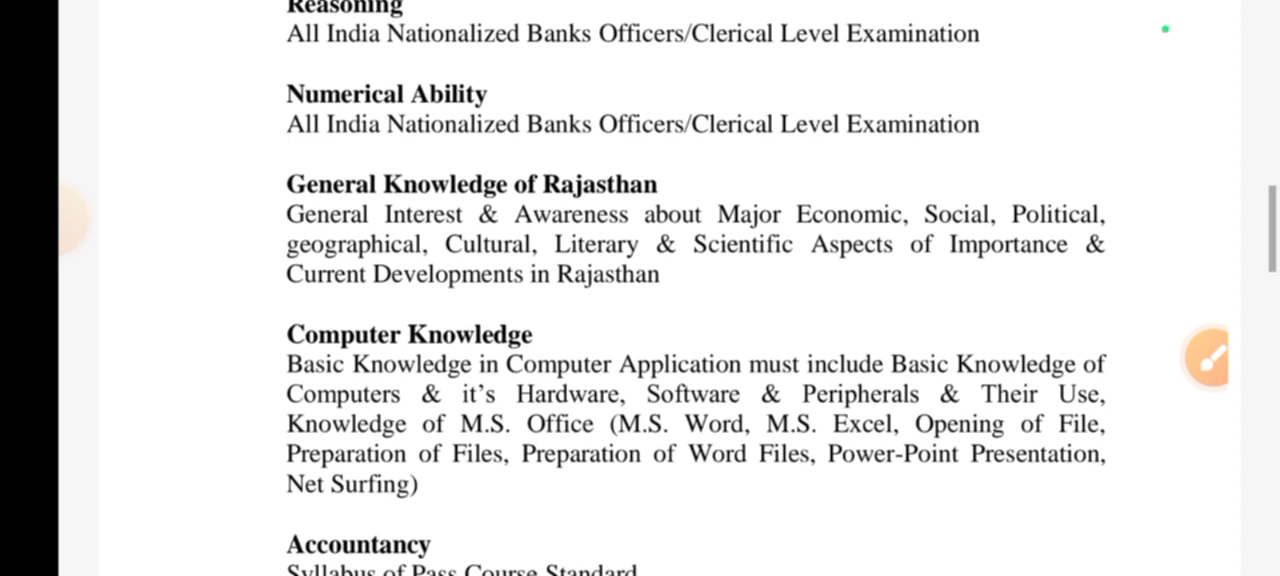 Reasoning
All India Nationalized Banks Officers/Clerical Level Examination
Numerical Ability
All India Nationalized Banks Officers/Clerical Level Examination
General Knowledge of Rajasthan
General Interest & Awareness about Major Economic, Social, Political,
geographical, Cultural, Literary & Scientific Aspects of Importance &
Current Developments in Rajasthan
Computer Knowledge
Basic Knowledge in Computer Application must include Basic Knowledge of
Computers & it’s Hardware, Software & Peripherals & Their Use,
Knowledge of M.S. Office (M.S. Word, M.S. Excel, Opening of File,
Preparation of Files, Preparation of Word Files, Power-Point Presentation,
Net Surfing)
Accountancy
Syllabus of Pass Course Standard